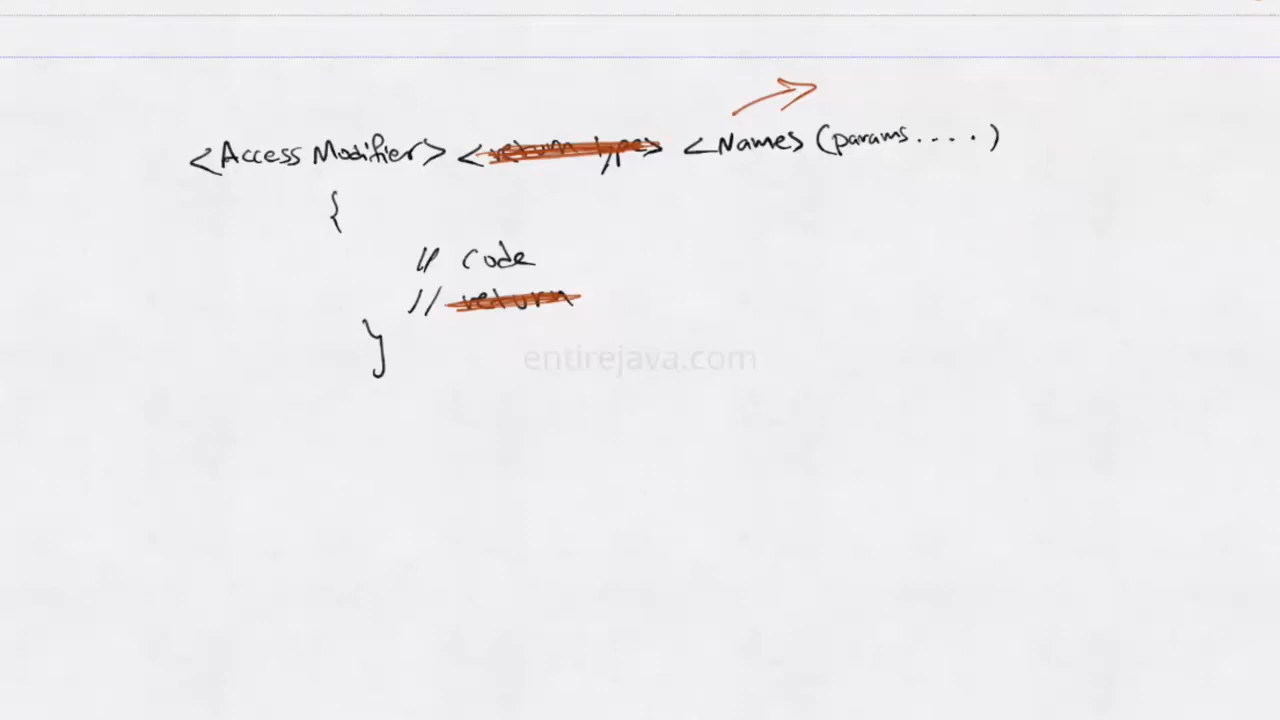 <Access Modifier> <return type> <Names (params.....)
{
// code
// return
}
entirejava.com